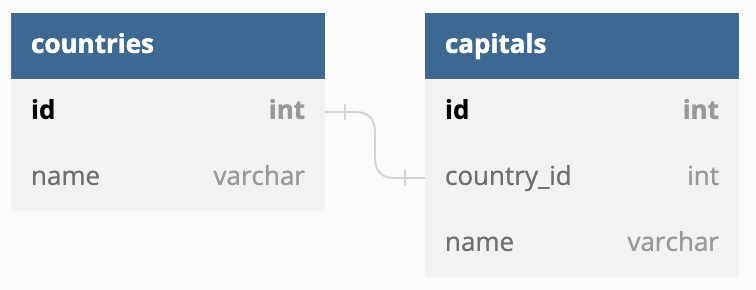 countries
id int
name varchar
capitals
id int
country_id int
name varchar